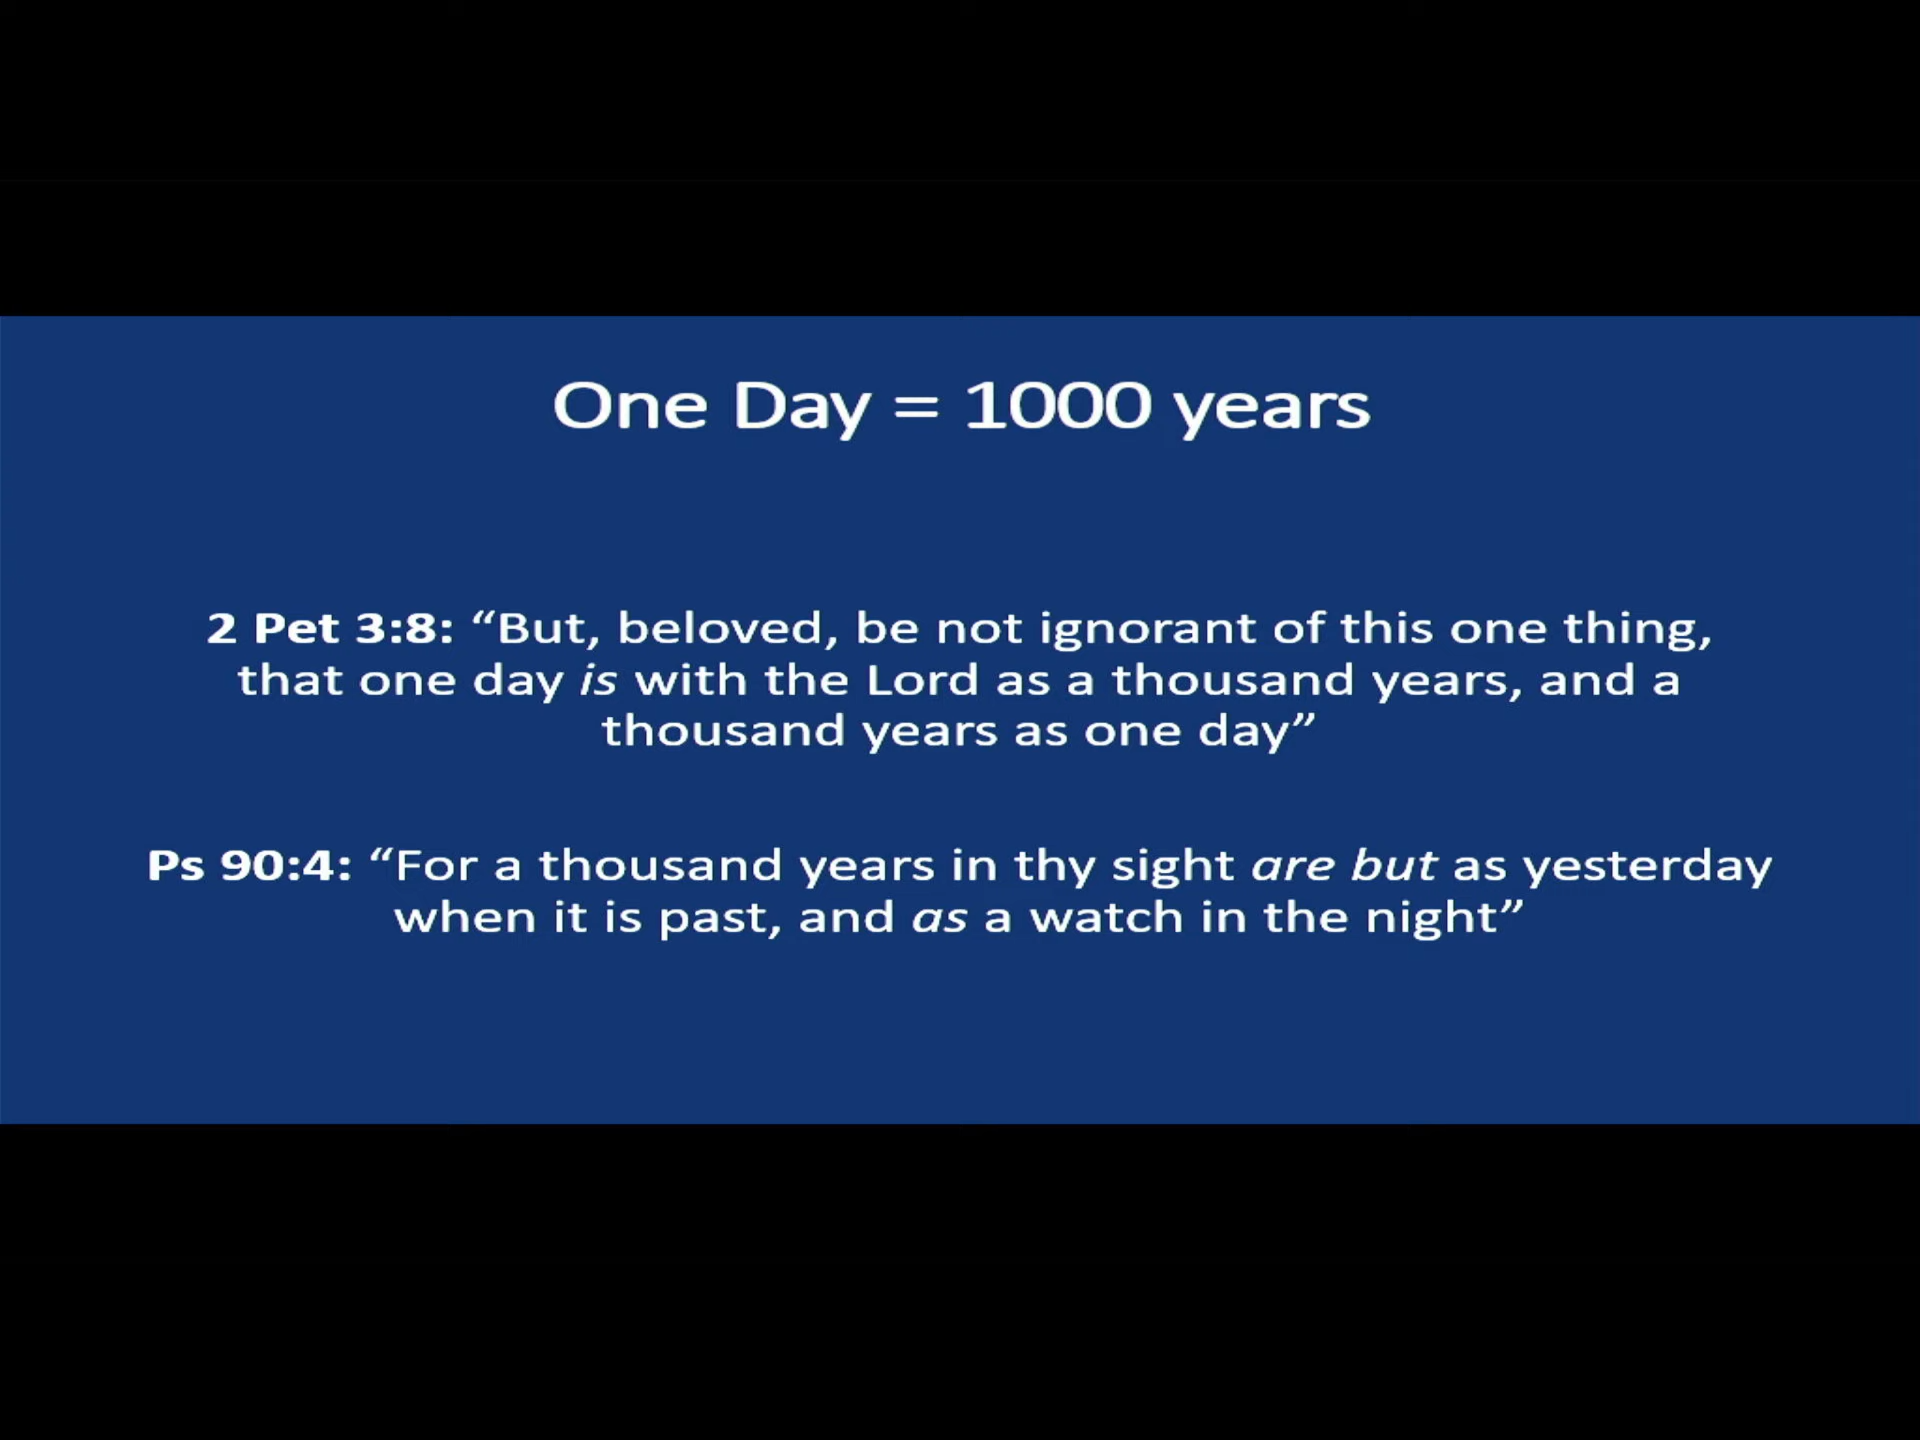 One Day = 1000 years
2 Pet 3:8: “But, beloved, be not ignorant of this one thing,
that one day is with the Lord as a thousand years, and a
thousand years as one day”
Ps 90:4: “For a thousand years in thy sight are but as yesterday
when it is past, and as a watch in the night”